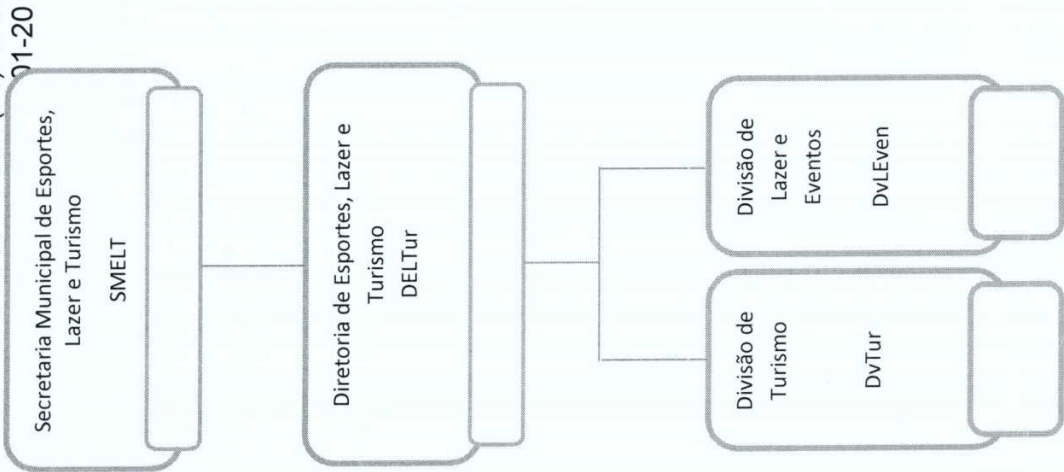 01-20
Secretaria Municipal de Esportes,
Lazer e Turismo
SMELT
Diretoria de Esportes, Lazer e
Turismo
DELTur
Divisão de
Turismo
DvTur
Divisão de
Lazer e
Eventos
DvLEven